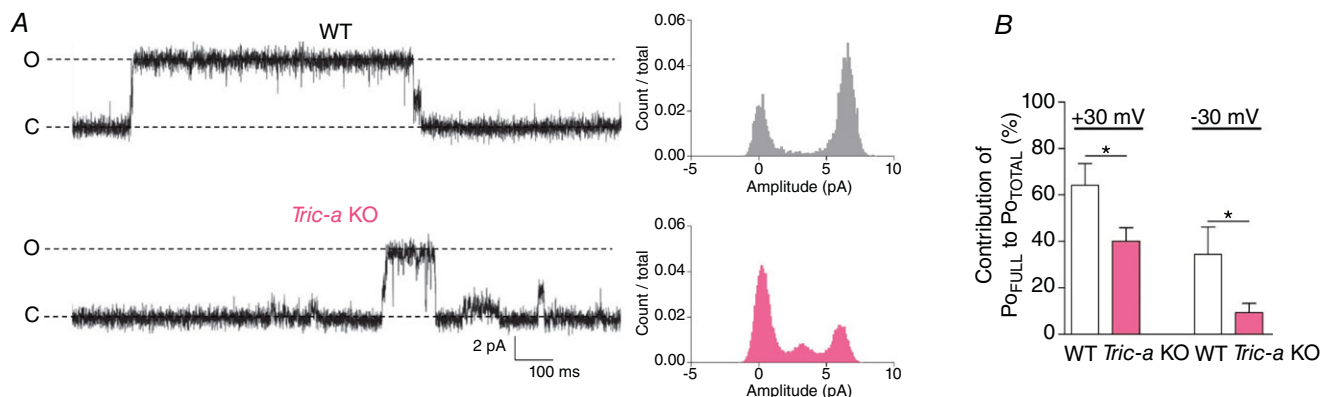 A
WT
O
C
Tric-a KO
O
C
2 pA
100 ms
Count / total
0.06
0.04
0.02
0.00
-5 0 5 10
Amplitude (pA)
Count / total
0.06
0.04
0.02
0.00
-5 0 5 10
Amplitude (pA)
B
Contribution of
PoFULL to PoTOTAL (%)
100
80
60
40
20
0
+30 mV -30 mV
* *
WT Tric-a KO WT Tric-a KO